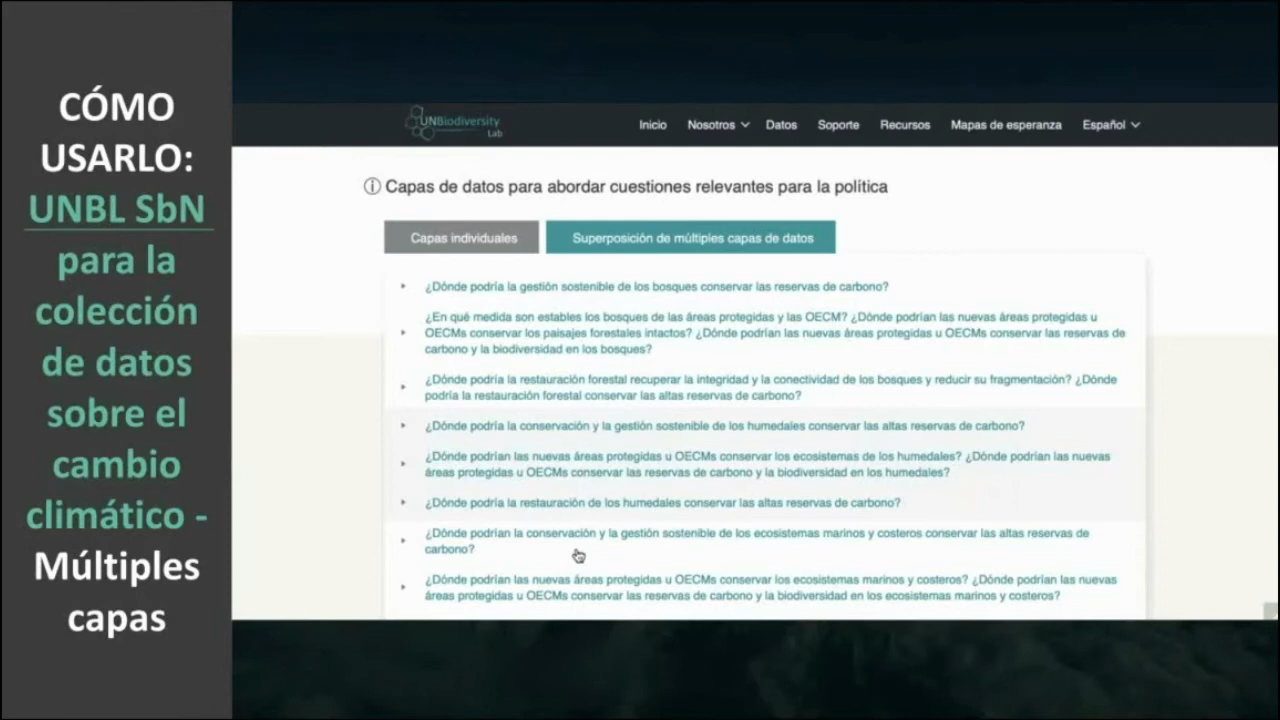 CÓMO
USARLO:
UNBL SbN
para la
colección
de datos
sobre el
cambio
climático -
Múltiples
capas
UNBiodiversity
Lab
Inicio Nosotros Datos Soporte Recursos Mapas de esperanza Español
Capas de datos para abordar cuestiones relevantes para la política
Capas individuales Superposición de múltiples capas de datos
¿Dónde podría la gestión sostenible de los bosques conservar las reservas de carbono?
¿En qué medida son estables los bosques de las áreas protegidas y las OECM? ¿Dónde podrían las nuevas áreas protegidas u
OECMs conservar los paisajes forestales intactos? ¿Dónde podrían las nuevas áreas protegidas u OECMs conservar las reservas de
carbono y la biodiversidad en los bosques?
¿Dónde podría la restauración forestal recuperar la integridad y la conectividad de los bosques y reducir su fragmentación? ¿Dónde
podría la restauración forestal conservar las altas reservas de carbono?
¿Dónde podría la conservación y la gestión sostenible de los humedales conservar las altas reservas de carbono?
¿Dónde podrían las nuevas áreas protegidas u OECMs conservar los ecosistemas de los humedales? ¿Dónde podrían las nuevas
áreas protegidas u OECMs conservar las reservas de carbono y la biodiversidad en los humedales?
¿Dónde podría la restauración de los humedales conservar las altas reservas de carbono?
¿Dónde podrían la conservación y la gestión sostenible de los ecosistemas marinos y costeros conservar las altas reservas de
carbono?
¿Dónde podrían las nuevas áreas protegidas u OECMs conservar los ecosistemas marinos y costeros? ¿Dónde podrían las nuevas
áreas protegidas u OECMs conservar las reservas de carbono y la biodiversidad en los ecosistemas marinos y costeros?